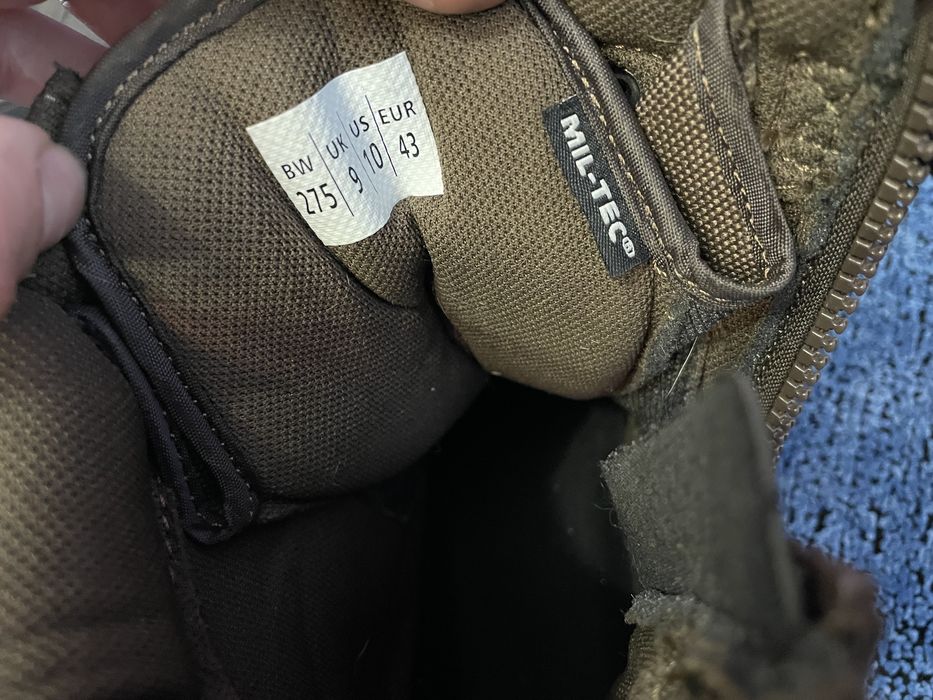 BW UK US EUR
275 9 10 43
MIL-TEC®